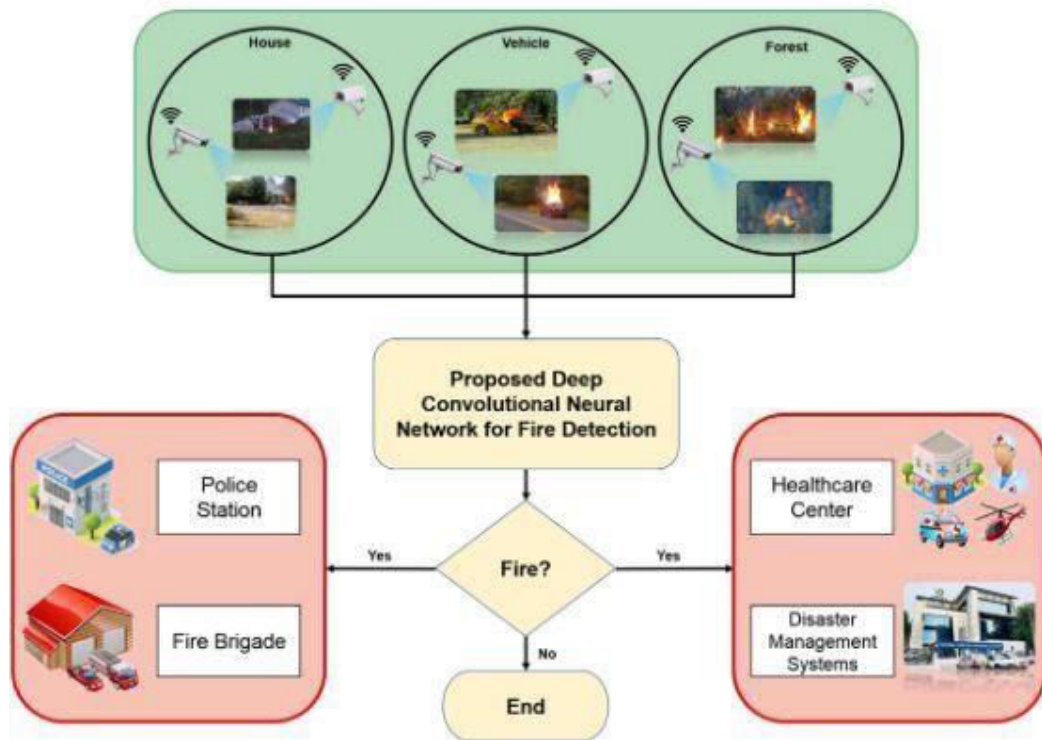 House
Vehicle
Forest
Proposed Deep
Convolutional Neural
Network for Fire Detection
POLICE
Police
Station
Healthcare
Center
Yes
Fire?
Yes
Fire Brigade
Disaster
Management
Systems
No
End